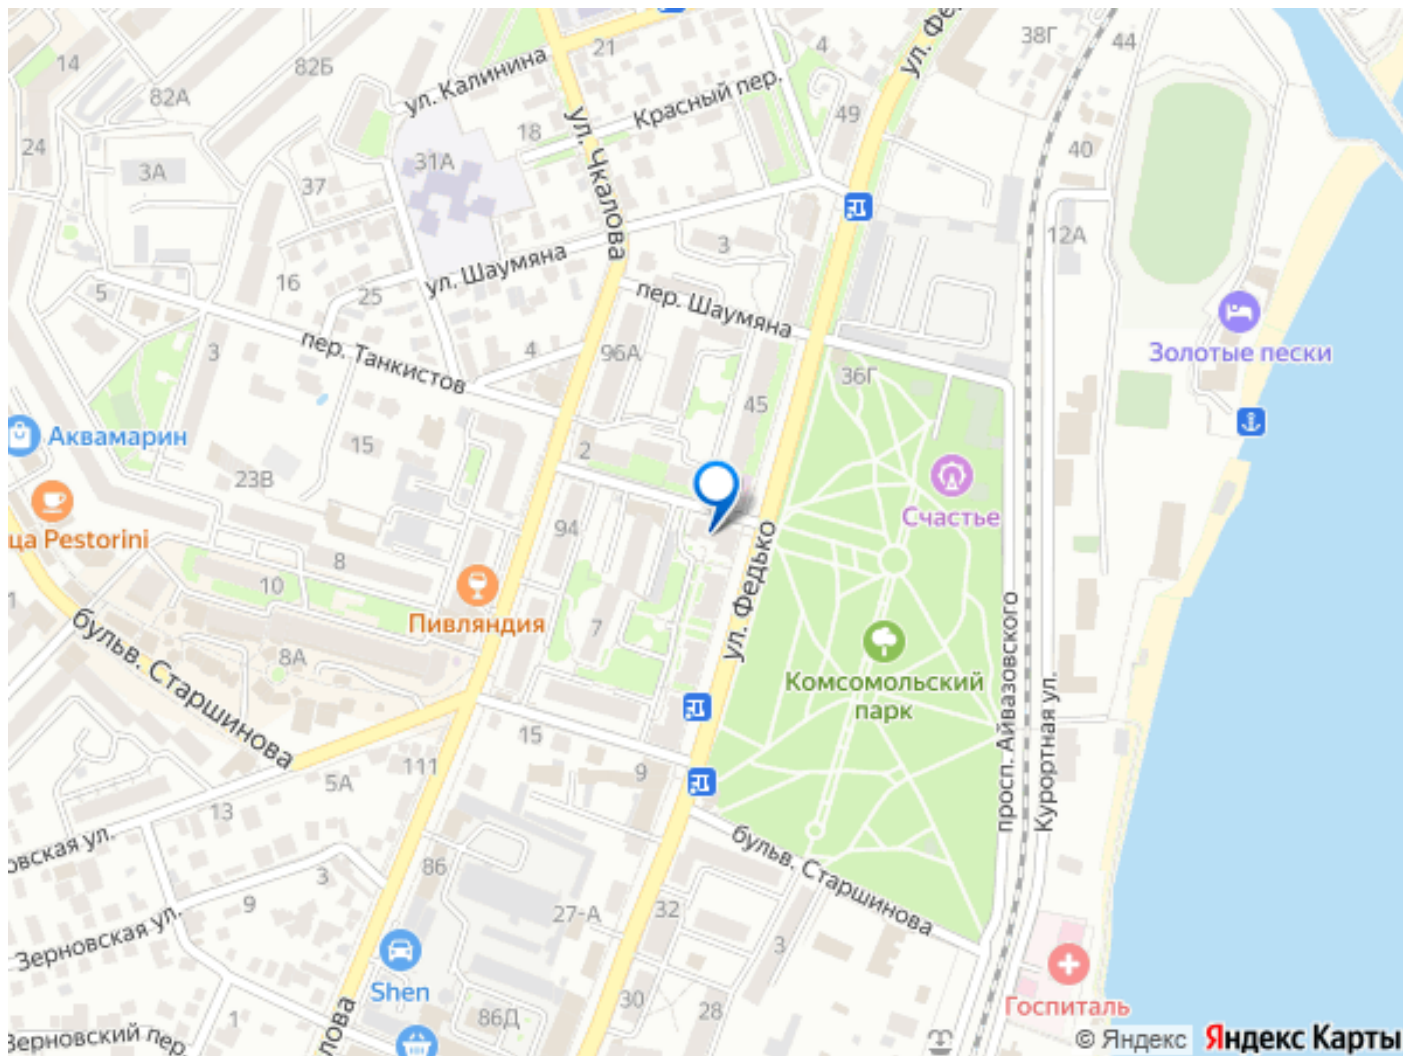 ул. Фе
38Г
44
14
82Б
21
4
82А
ул. Калинина
Красный пер.
49
24
3А
31А
18
40
37
ул. Чкалова
12А
3
16
25
ул. Шаумяна
5
пер. Шаумяна
Золотые пески
3
пер. Танкистов
4
96А
36Г
45
Аквамарин
15
2
23В
Счастье
ца Pestorini
94
8
10
Пивляндия
7
ул. Федько
бульв. Старшинова
8А
Комсомольский
парк
просп. Айвазовского
Курортная ул.
15
9
111
5А
13
овская ул.
86
3
9
бульв. Старшинова
27-А
32
3
Зерновская ул.
Shen
30
28
Госпиталь
86Д
1
Зерновский пер.
лова
© Яндекс Яндекс Карты